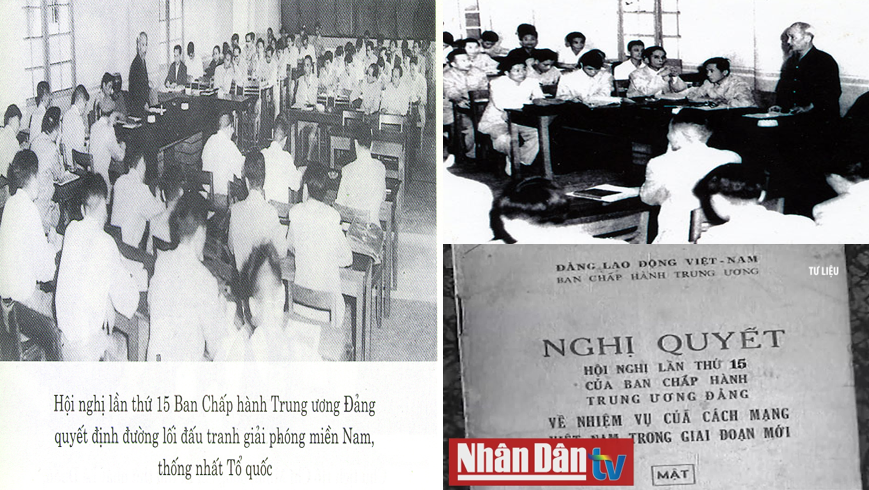 Hội nghị lần thứ 15 Ban Chấp hành Trung ương Đảng
quyết định đường lối đấu tranh giải phóng miền Nam,
thống nhất Tổ quốc
ĐẢNG LAO ĐỘNG VIỆT-NAM
BAN CHẤP HÀNH TRUNG ƯƠNG
TƯ LIỆU
NGHỊ QUYẾT
HỘI NGHỊ LẦN THỨ 15
CỦA BAN CHẤP HÀNH
TRUNG ƯƠNG ĐẢNG
VỀ NHIỆM VỤ CỦA CÁCH MẠNG
VIỆT NAM TRONG GIAI ĐOẠN MỚI
MẬT
Nhân Dân tv